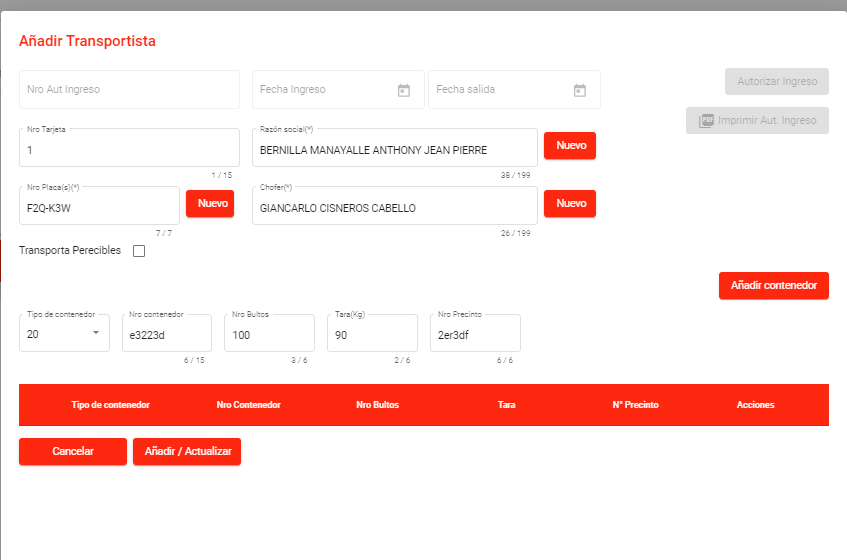 Añadir Transportista
Nro Aut Ingreso Fecha Ingreso Fecha salida Autorizar Ingreso
PDF Imprimir Aut. Ingreso
Nro Tarjeta Razón social(*)
1 BERNILLA MANAYALLE ANTHONY JEAN PIERRE Nuevo
1 / 15 38 / 199
Nro Placa(s)(*) Chofer(*)
F2Q-K3W Nuevo GIANCARLO CISNEROS CABELLO Nuevo
7 / 7 26 / 199
Transporta Perecibles
Añadir contenedor
Tipo de contenedor Nro contenedor Nro Bultos Tara(Kg) Nro Precinto
20 e3223d 100 90 2er3df
6 / 15 3 / 6 2 / 6 6 / 6
Tipo de contenedor Nro Contenedor Nro Bultos Tara N° Precinto Acciones
Cancelar Añadir / Actualizar